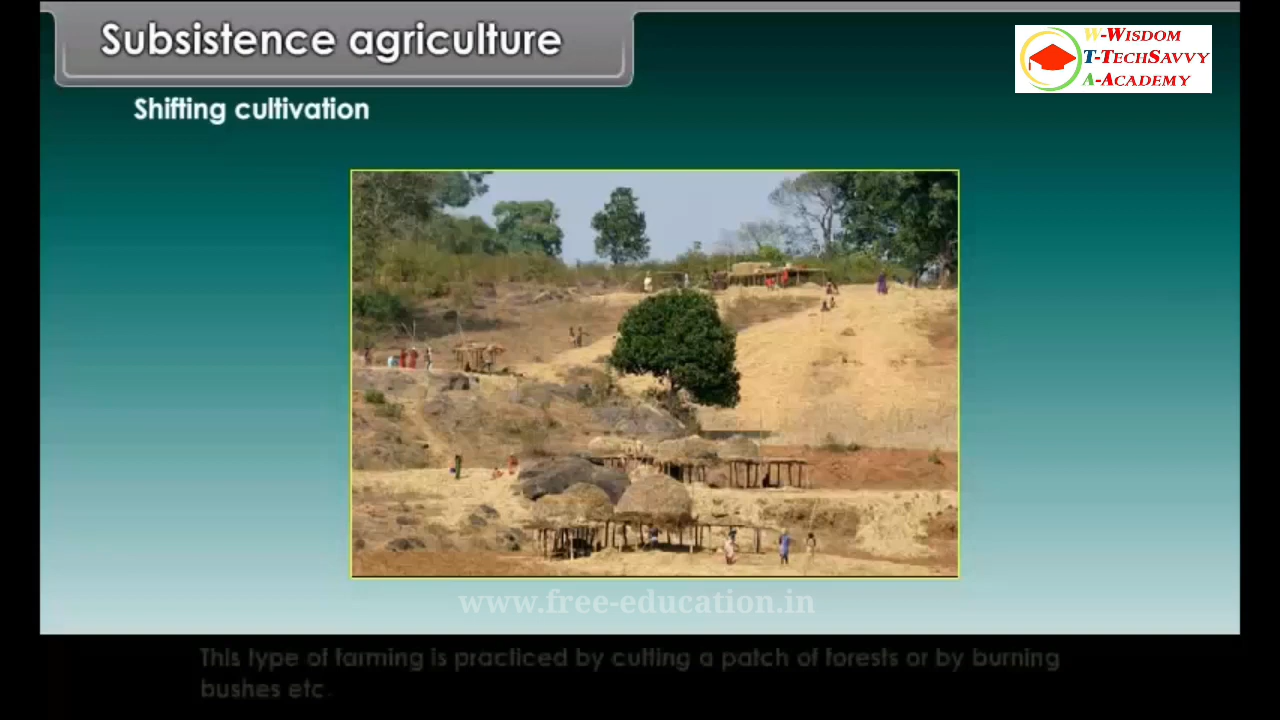 Subsistence agriculture
W-WISDOM
T-TECHSAVVY
A-ACADEMY
Shifting cultivation
www.free-education.in
This type of farming is practiced by cutting a patch of forests or by burning
bushes etc.